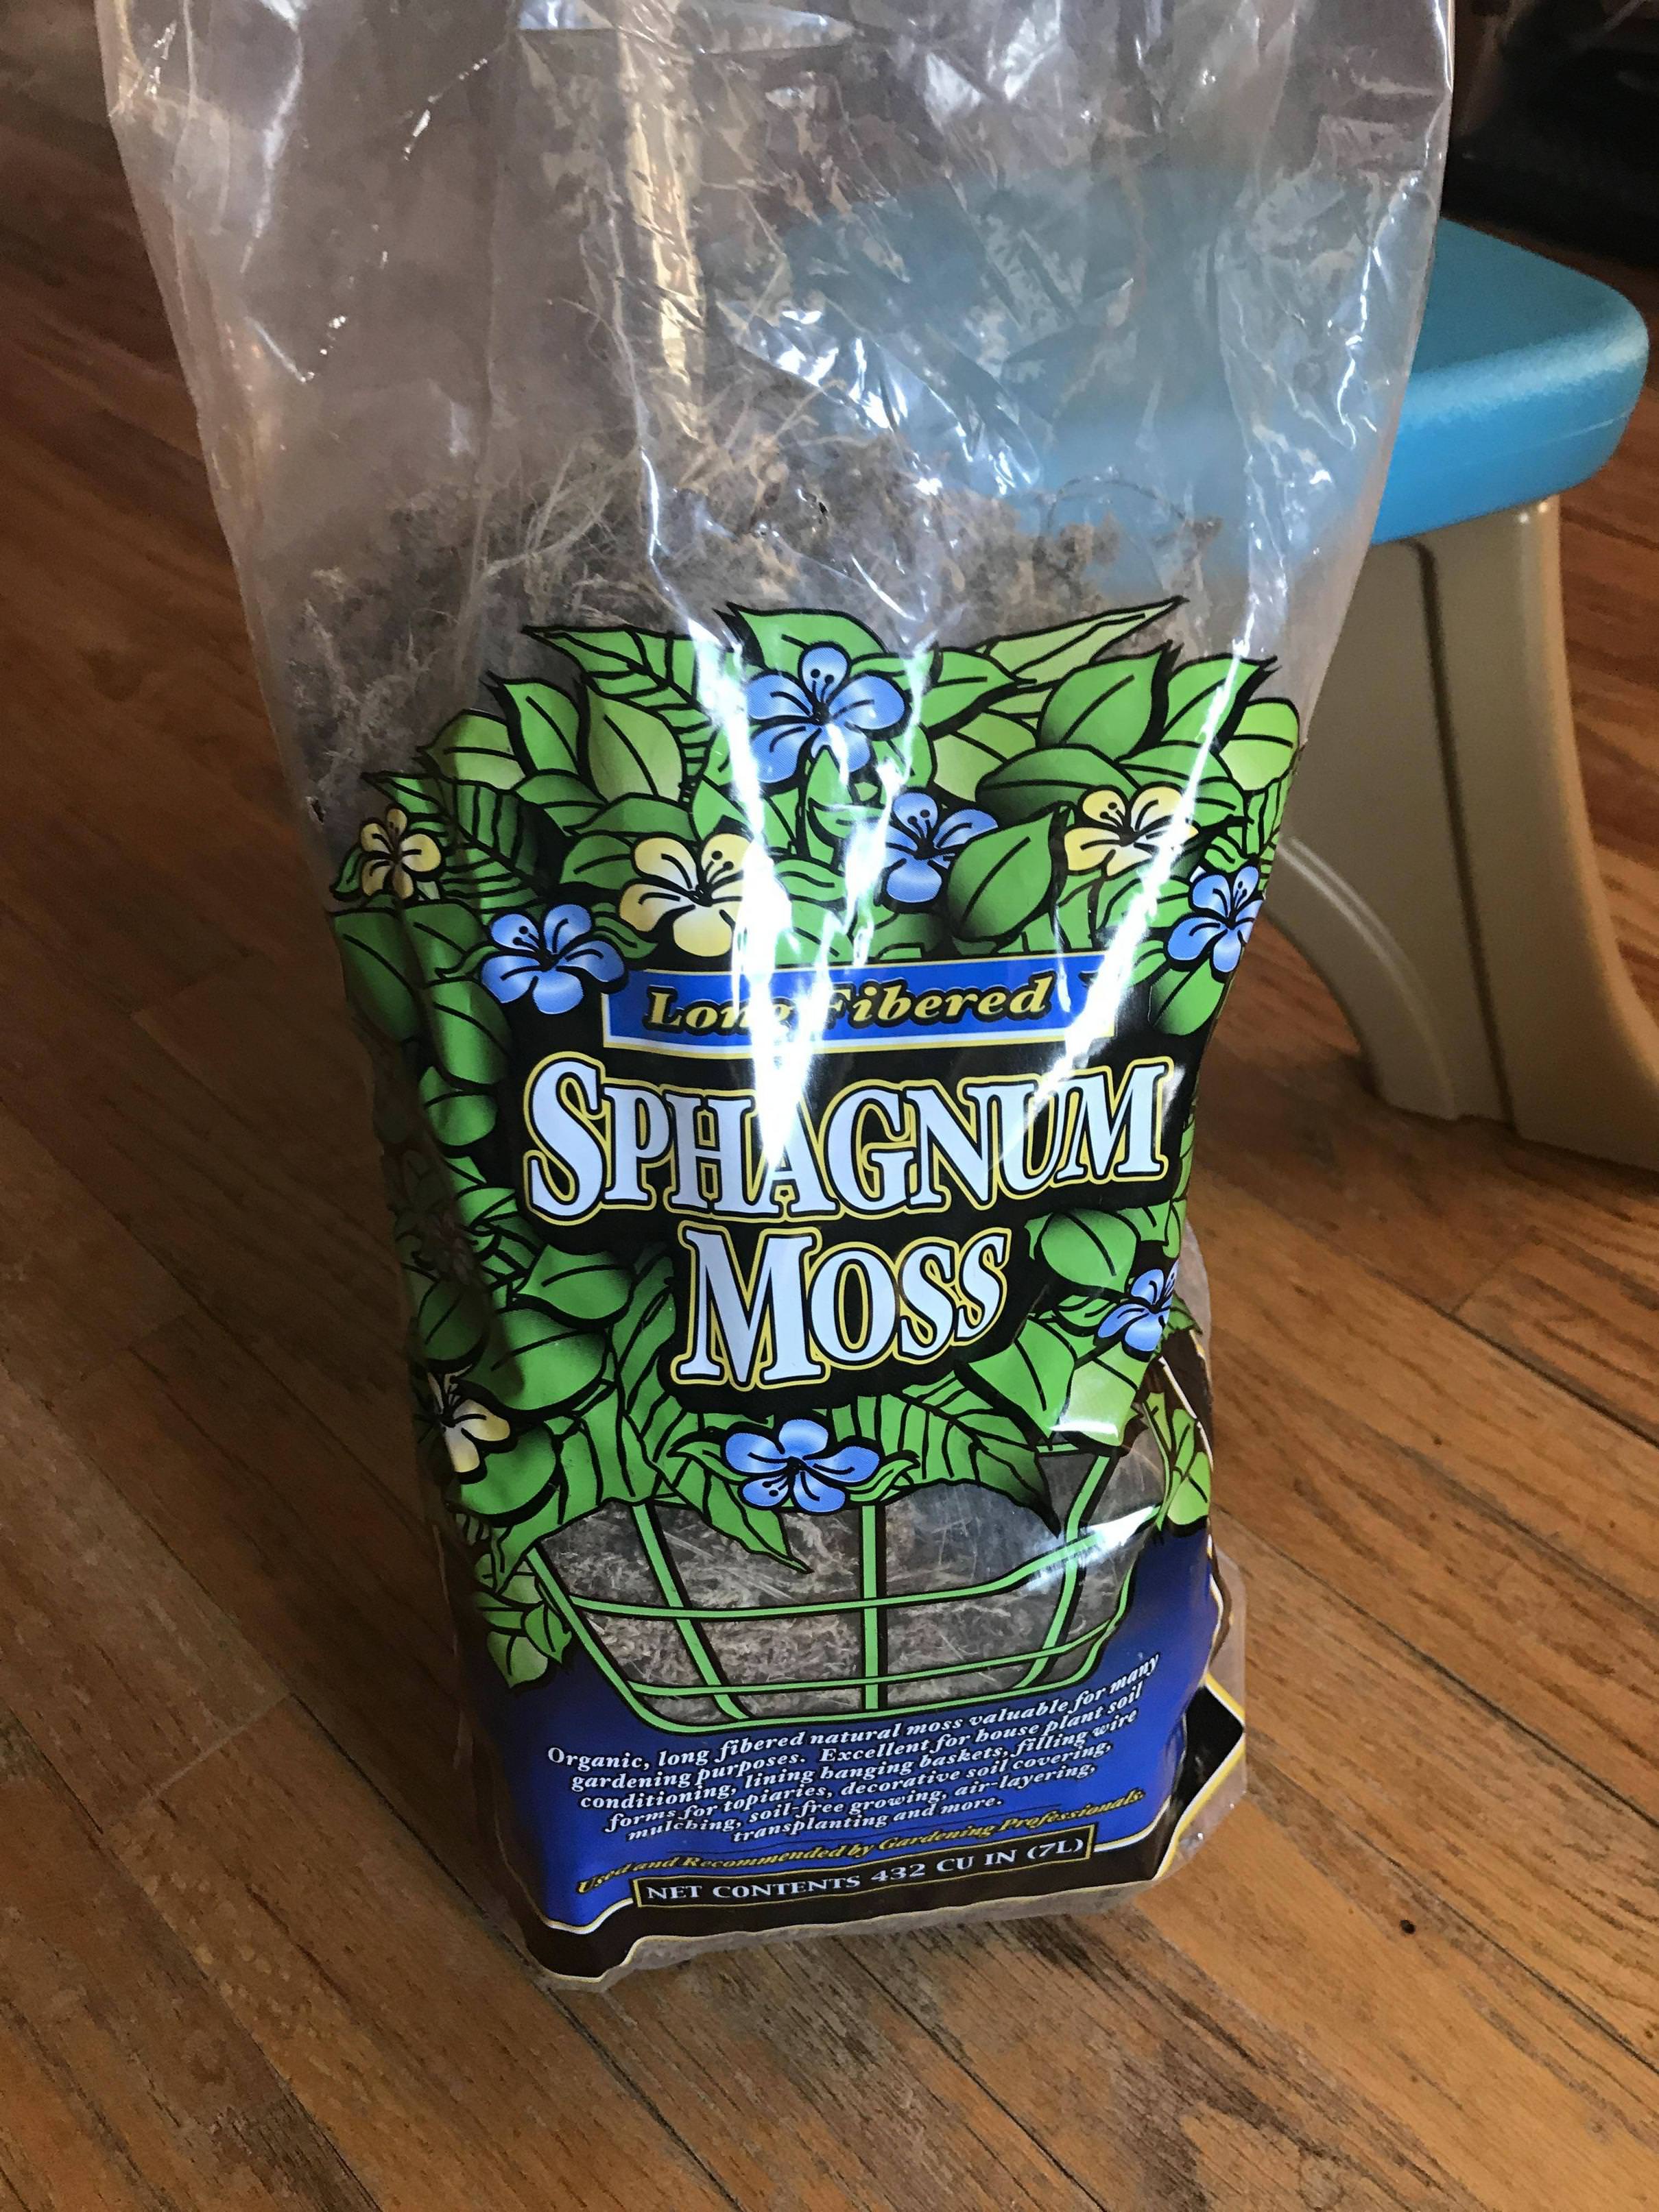 Long Fibered
SPHAGNUM
MOSS
Organic, long fibered natural moss valuable for many
gardening purposes. Excellent for house plant soil
conditioning, lining hanging baskets, filling wire
forms for topiaries, decorative soil covering,
mulching, soil-free growing, air-layering,
transplanting and more.
Used and Recommended by Gardening Professionals.
NET CONTENTS 432 CU IN (7L)